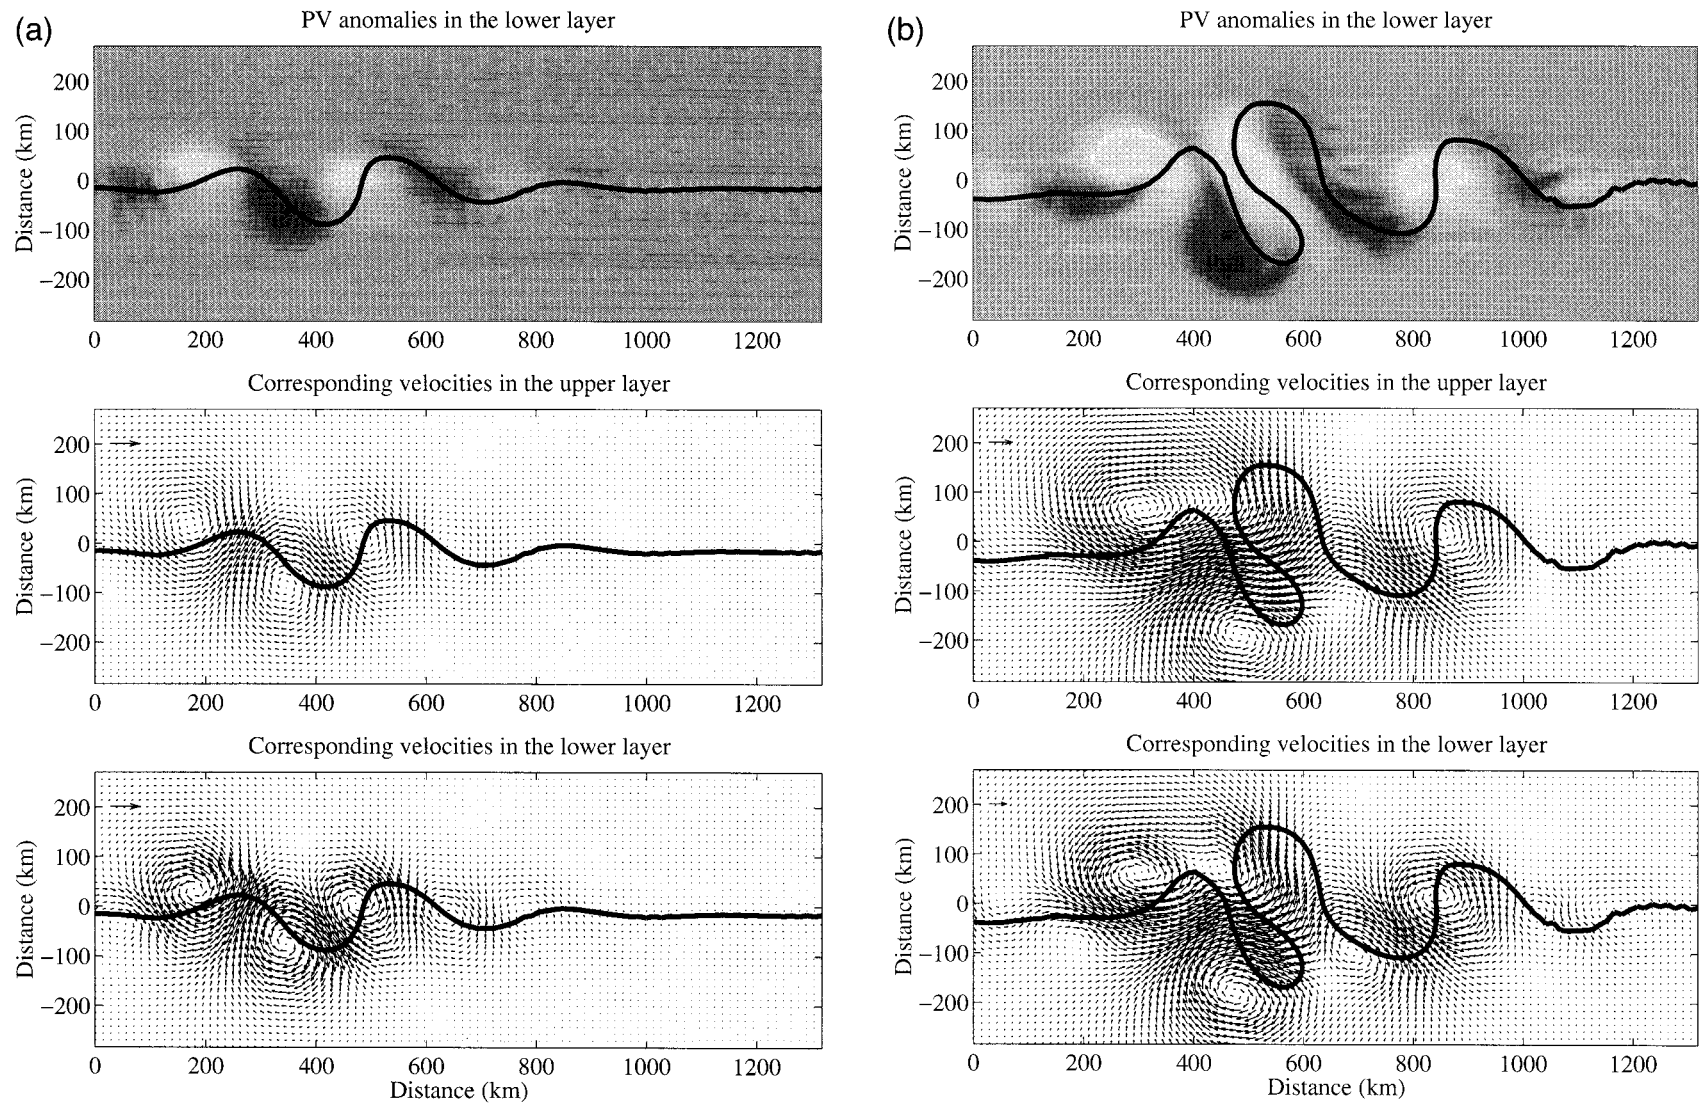 (a)
PV anomalies in the lower layer
Distance (km)
200
100
0
−100
−200
0 200 400 600 800 1000 1200
Corresponding velocities in the upper layer
Distance (km)
200
100
0
−100
−200
0 200 400 600 800 1000 1200
Corresponding velocities in the lower layer
Distance (km)
200
100
0
−100
−200
0 200 400 600 800 1000 1200
Distance (km)
(b)
PV anomalies in the lower layer
Distance (km)
200
100
0
−100
−200
0 200 400 600 800 1000 1200
Corresponding velocities in the upper layer
Distance (km)
200
100
0
−100
−200
0 200 400 600 800 1000 1200
Corresponding velocities in the lower layer
Distance (km)
200
100
0
−100
−200
0 200 400 600 800 1000 1200
Distance (km)